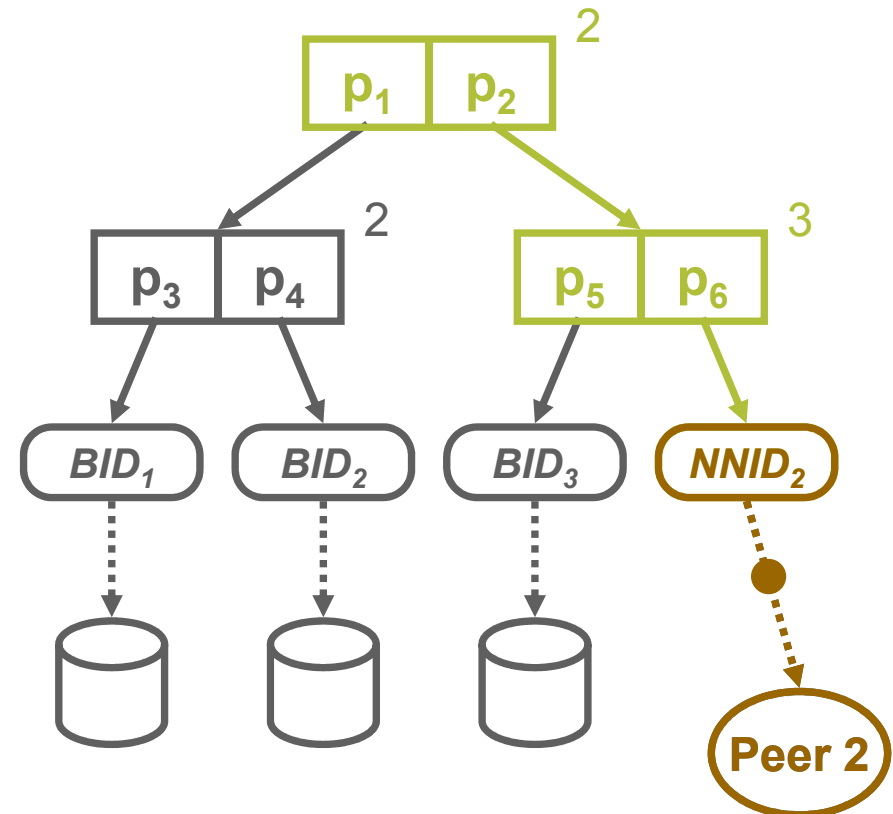 2
p₁ p₂
2 3
p₃ p₄ p₅ p₆
BID₁ BID₂ BID₃ NNID₂
Peer 2